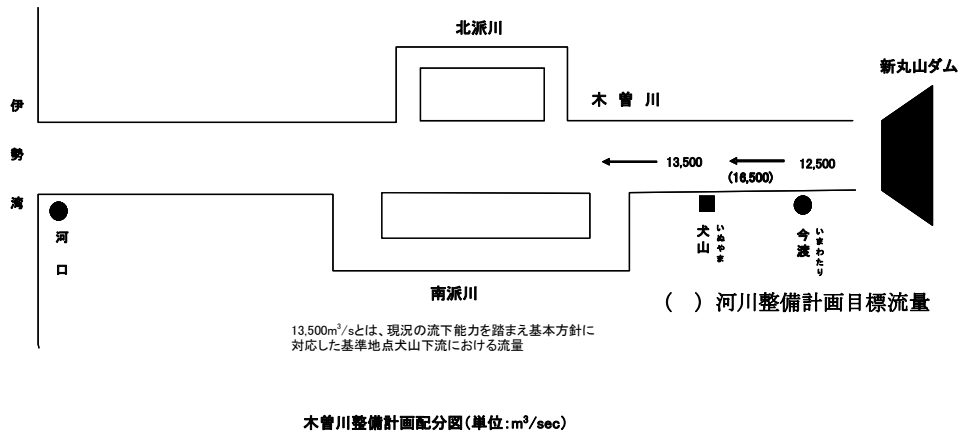 北派川
新丸山ダム
木曽川
伊勢湾
13,500
12,500
(16,500)
河口
犬山
いぬやま
今渡
いまわたり
南派川
( )河川整備計画目標流量
13,500m³/sとは、現況の流下能力を踏まえ基本方針に
対応した基準地点犬山下流における流量
木曽川整備計画配分図(単位:m³/sec)